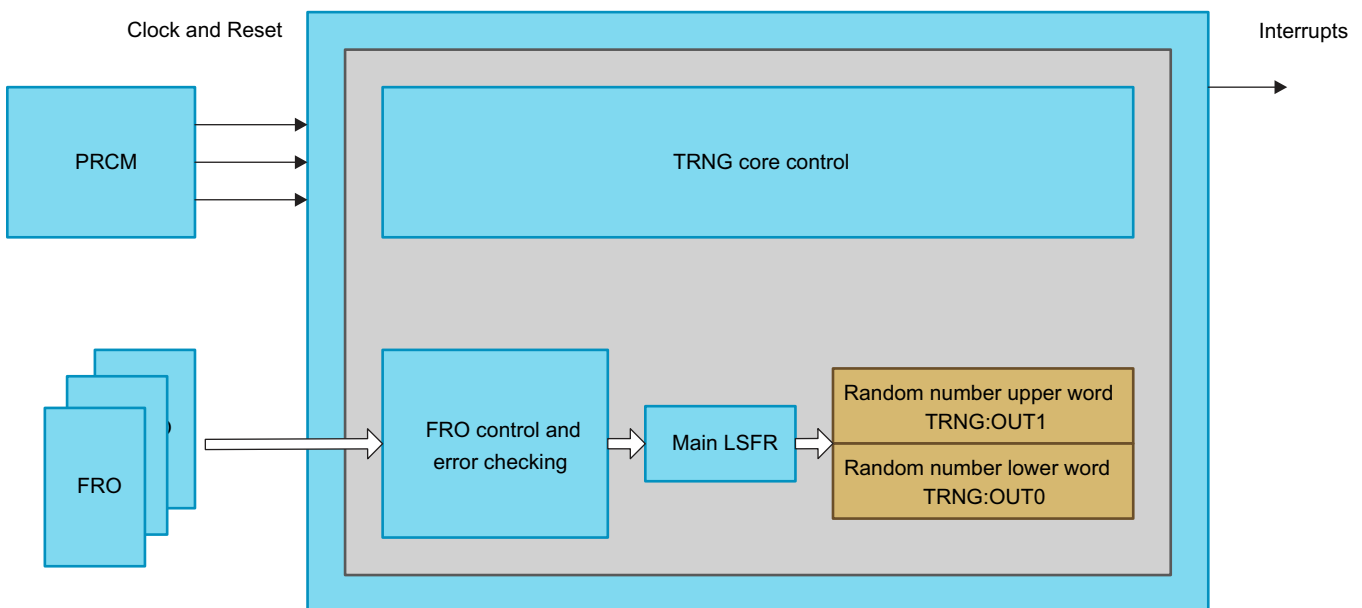 Clock and Reset
Interrupts
PRCM
TRNG core control
FRO
FRO control and
error checking
Main LSFR
Random number upper word
TRNG:OUT1
Random number lower word
TRNG:OUT0